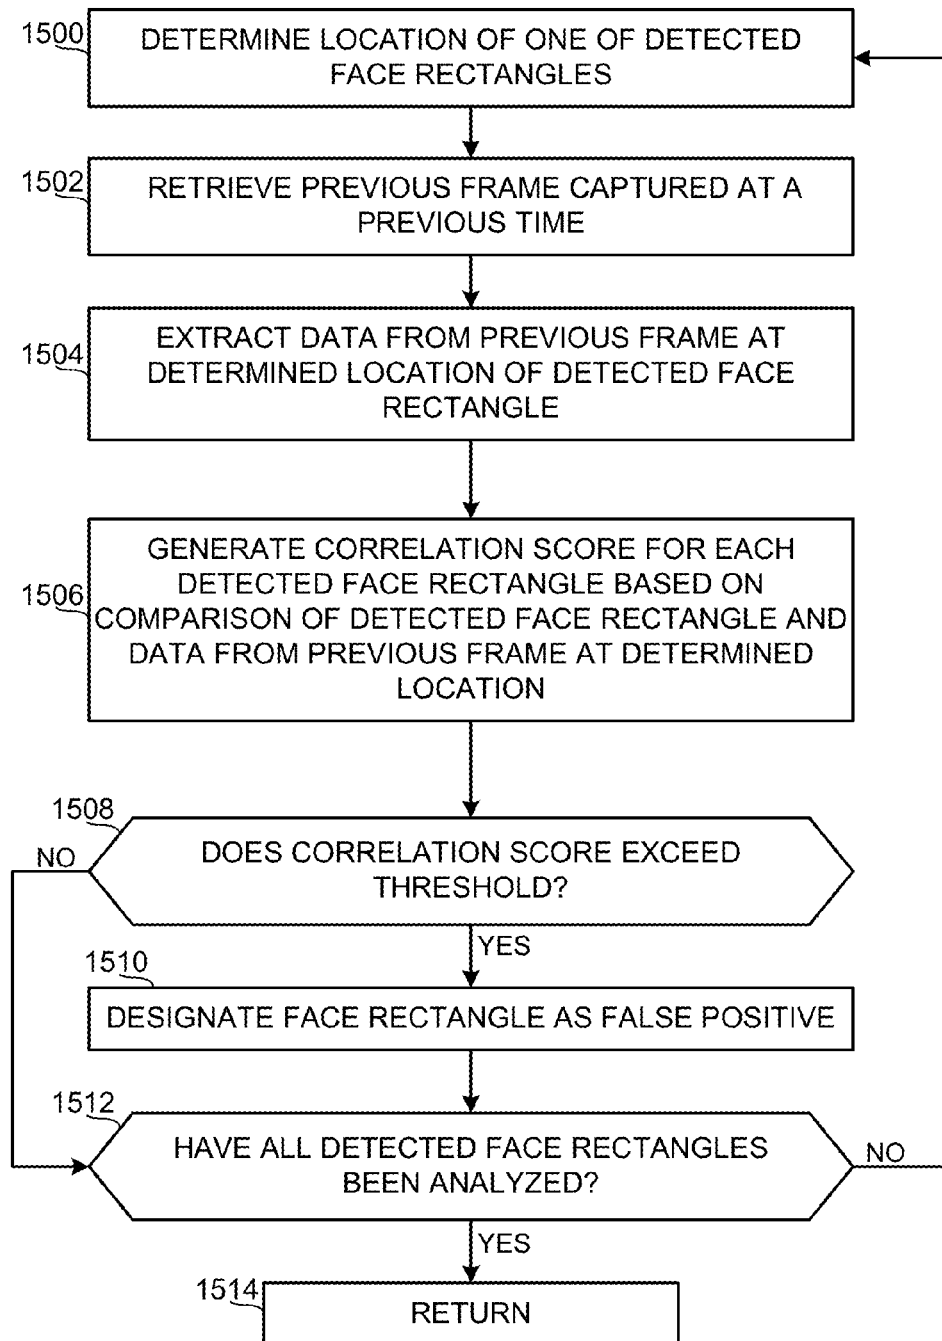 1500
DETERMINE LOCATION OF ONE OF DETECTED
FACE RECTANGLES
1502
RETRIEVE PREVIOUS FRAME CAPTURED AT A
PREVIOUS TIME
1504
EXTRACT DATA FROM PREVIOUS FRAME AT
DETERMINED LOCATION OF DETECTED FACE
RECTANGLE
1506
GENERATE CORRELATION SCORE FOR EACH
DETECTED FACE RECTANGLE BASED ON
COMPARISON OF DETECTED FACE RECTANGLE AND
DATA FROM PREVIOUS FRAME AT DETERMINED
LOCATION
1508
NO
DOES CORRELATION SCORE EXCEED
THRESHOLD?
YES
1510
DESIGNATE FACE RECTANGLE AS FALSE POSITIVE
1512
HAVE ALL DETECTED FACE RECTANGLES
BEEN ANALYZED?
NO
YES
1514
RETURN